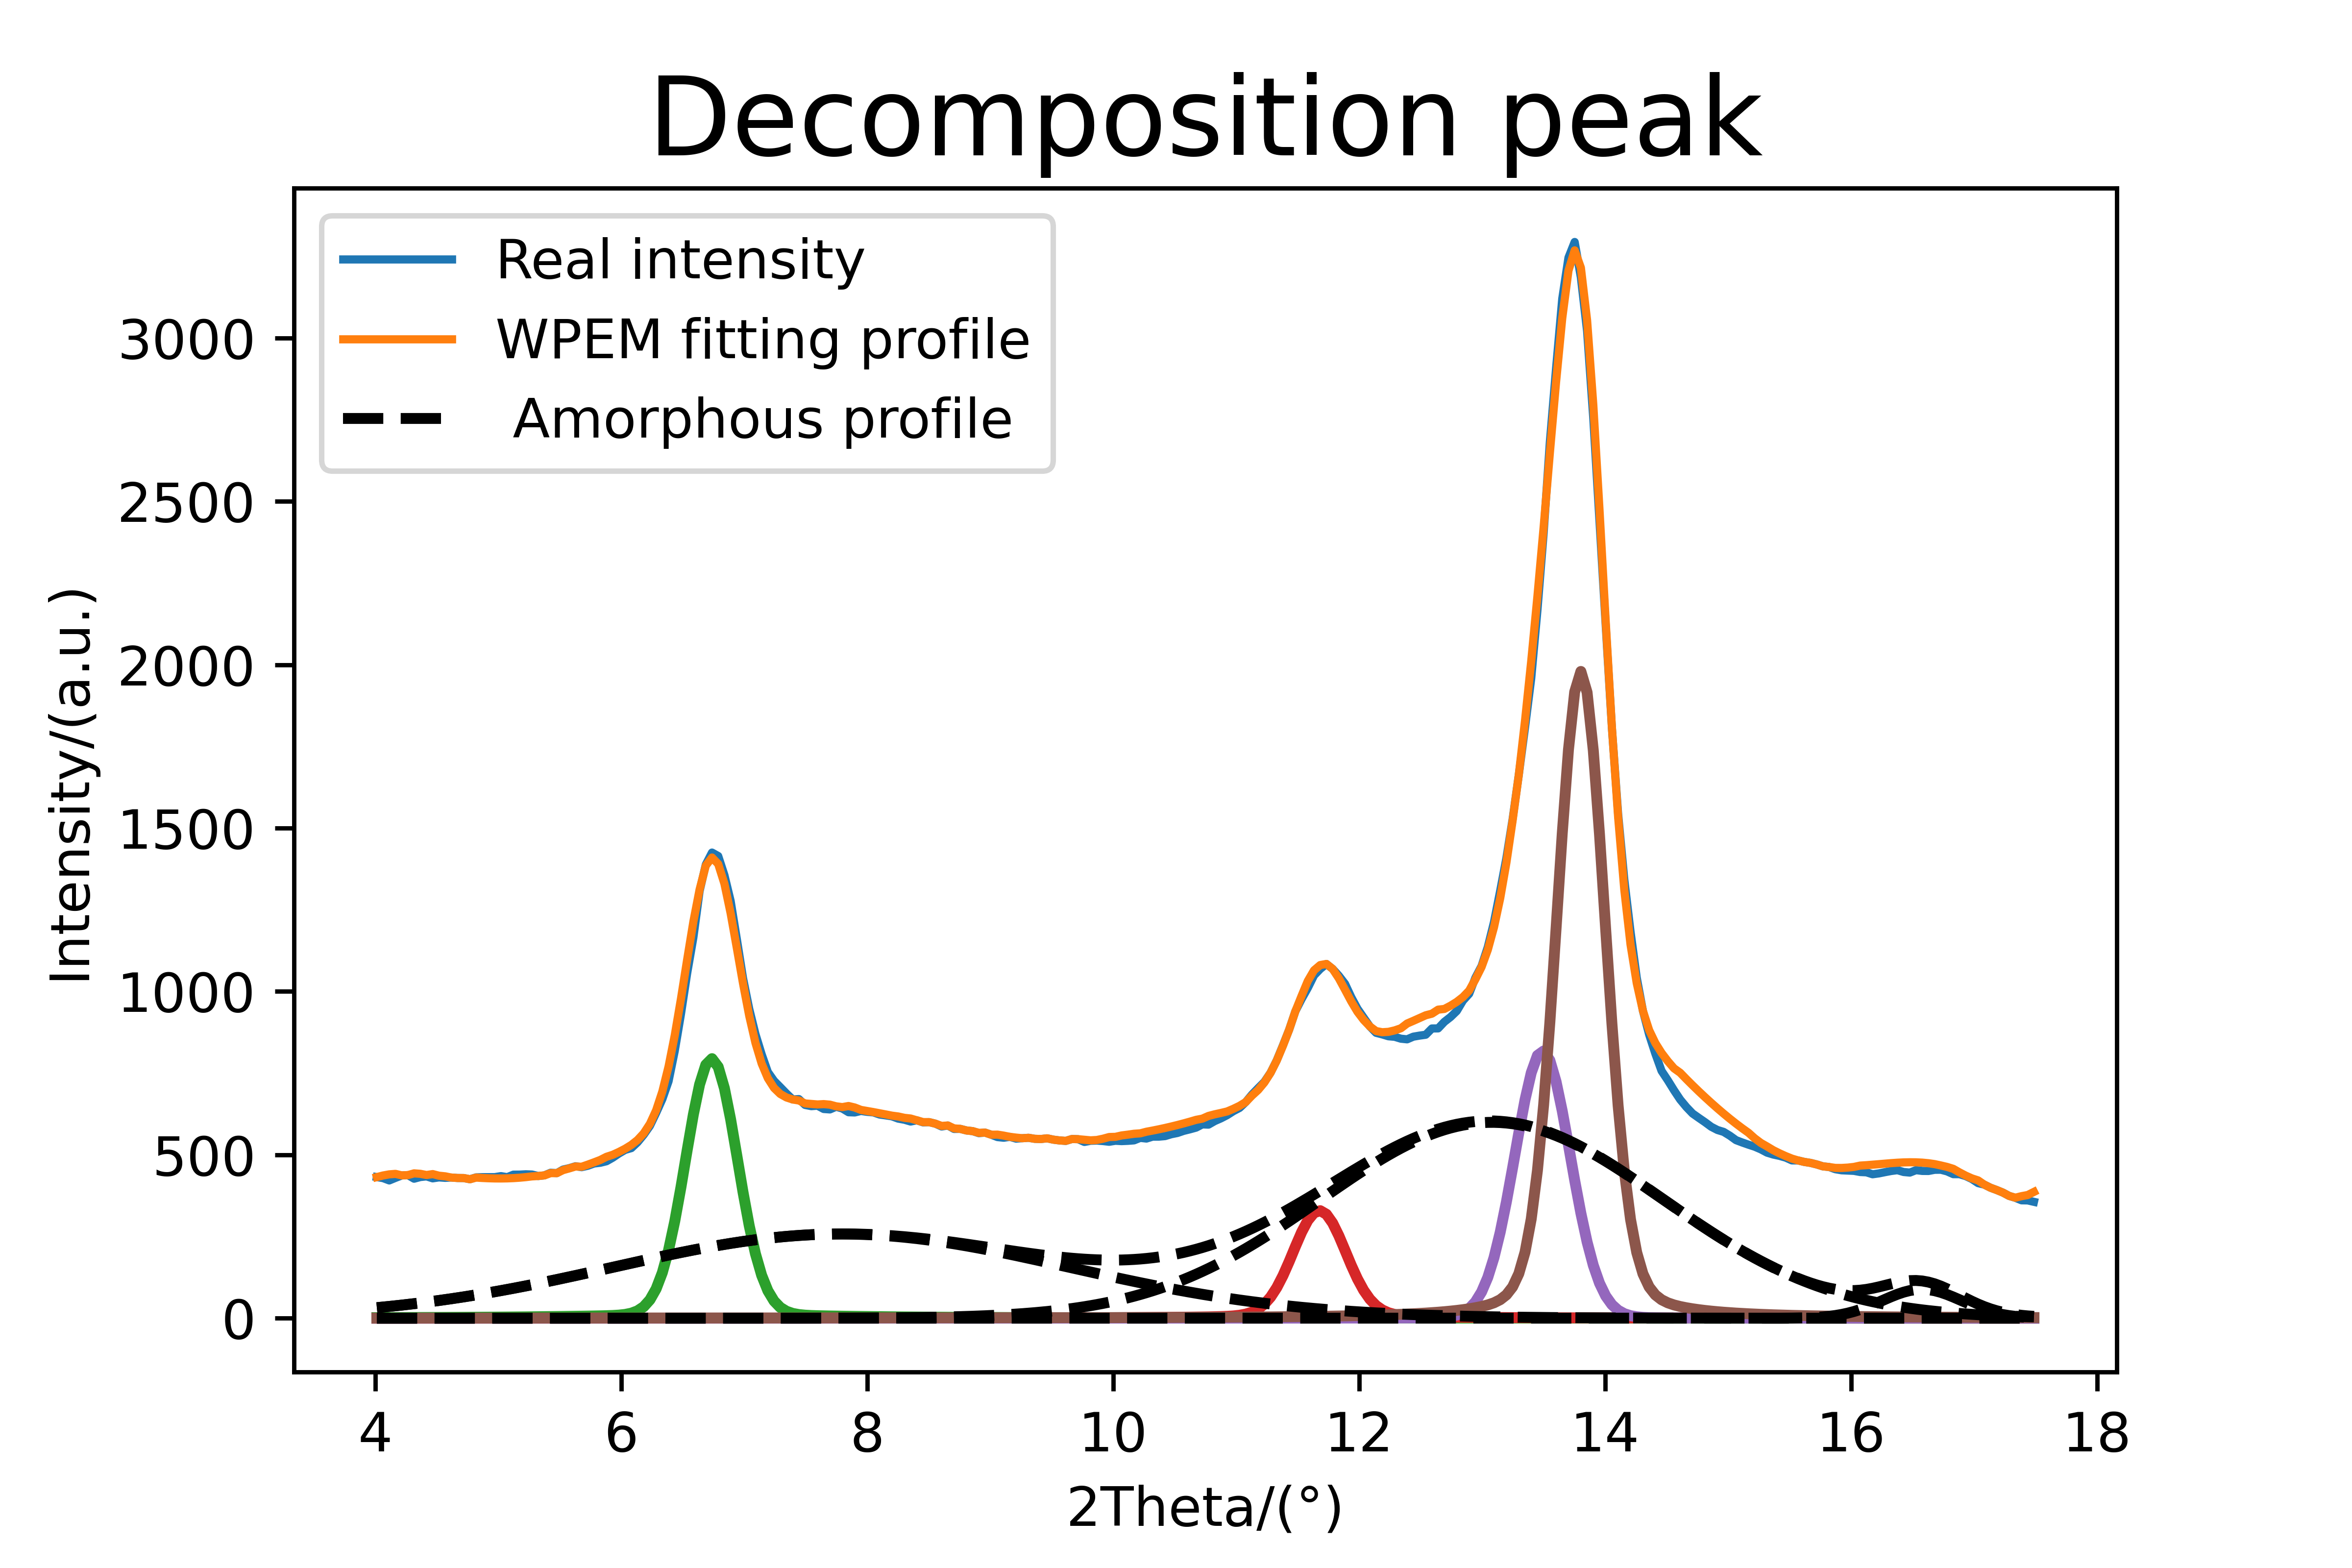 Decomposition peak
Real intensity
WPEM fitting profile
Amorphous profile
Intensity/(a.u.)
3000
2500
2000
1500
1000
500
0
4 6 8 10 12 14 16 18
2Theta/(°)